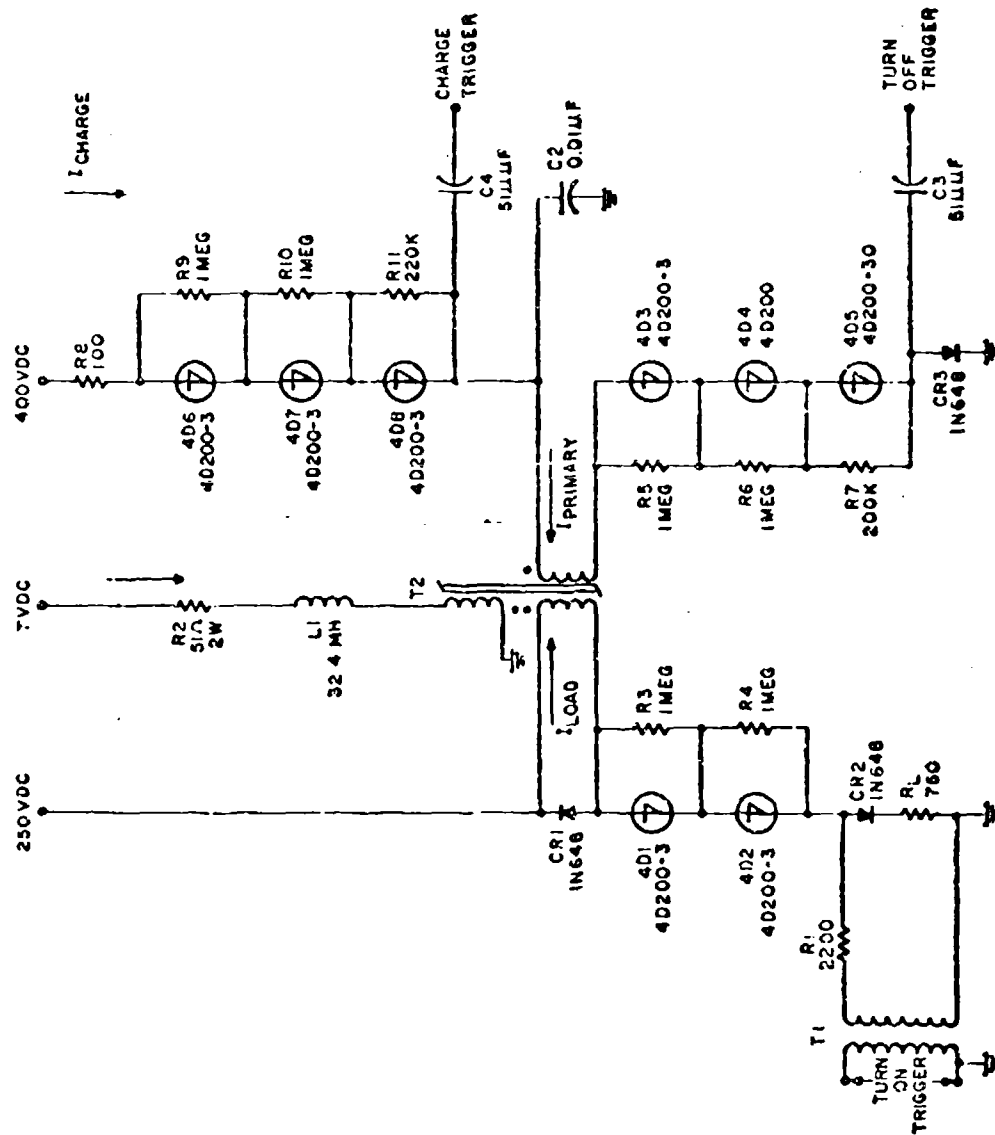 400VDC
7VDC
250VDC
I CHARGE
R8
100
R9
1MEG
R10
1MEG
R11
220K
4D6
4D200-3
4D7
4D200-3
4D8
4D200-3
CHARGE
TRIGGER
C4
51µµF
C2
0.01µF
R2
51Ω
2W
L1
32.4 MH
T2
I PRIMARY
I LOAD
CR1
1N648
R3
1MEG
R4
1MEG
4D1
4D200-3
4D2
4D200-3
CR2
1N648
RL
760
R1
2200
T1
TURN
ON
TRIGGER
R5
1MEG
R6
1MEG
R7
200K
4D3
4D200-3
4D4
4D200
4D5
4D200-30
CR3
1N648
C3
51µµF
TURN
OFF
TRIGGER